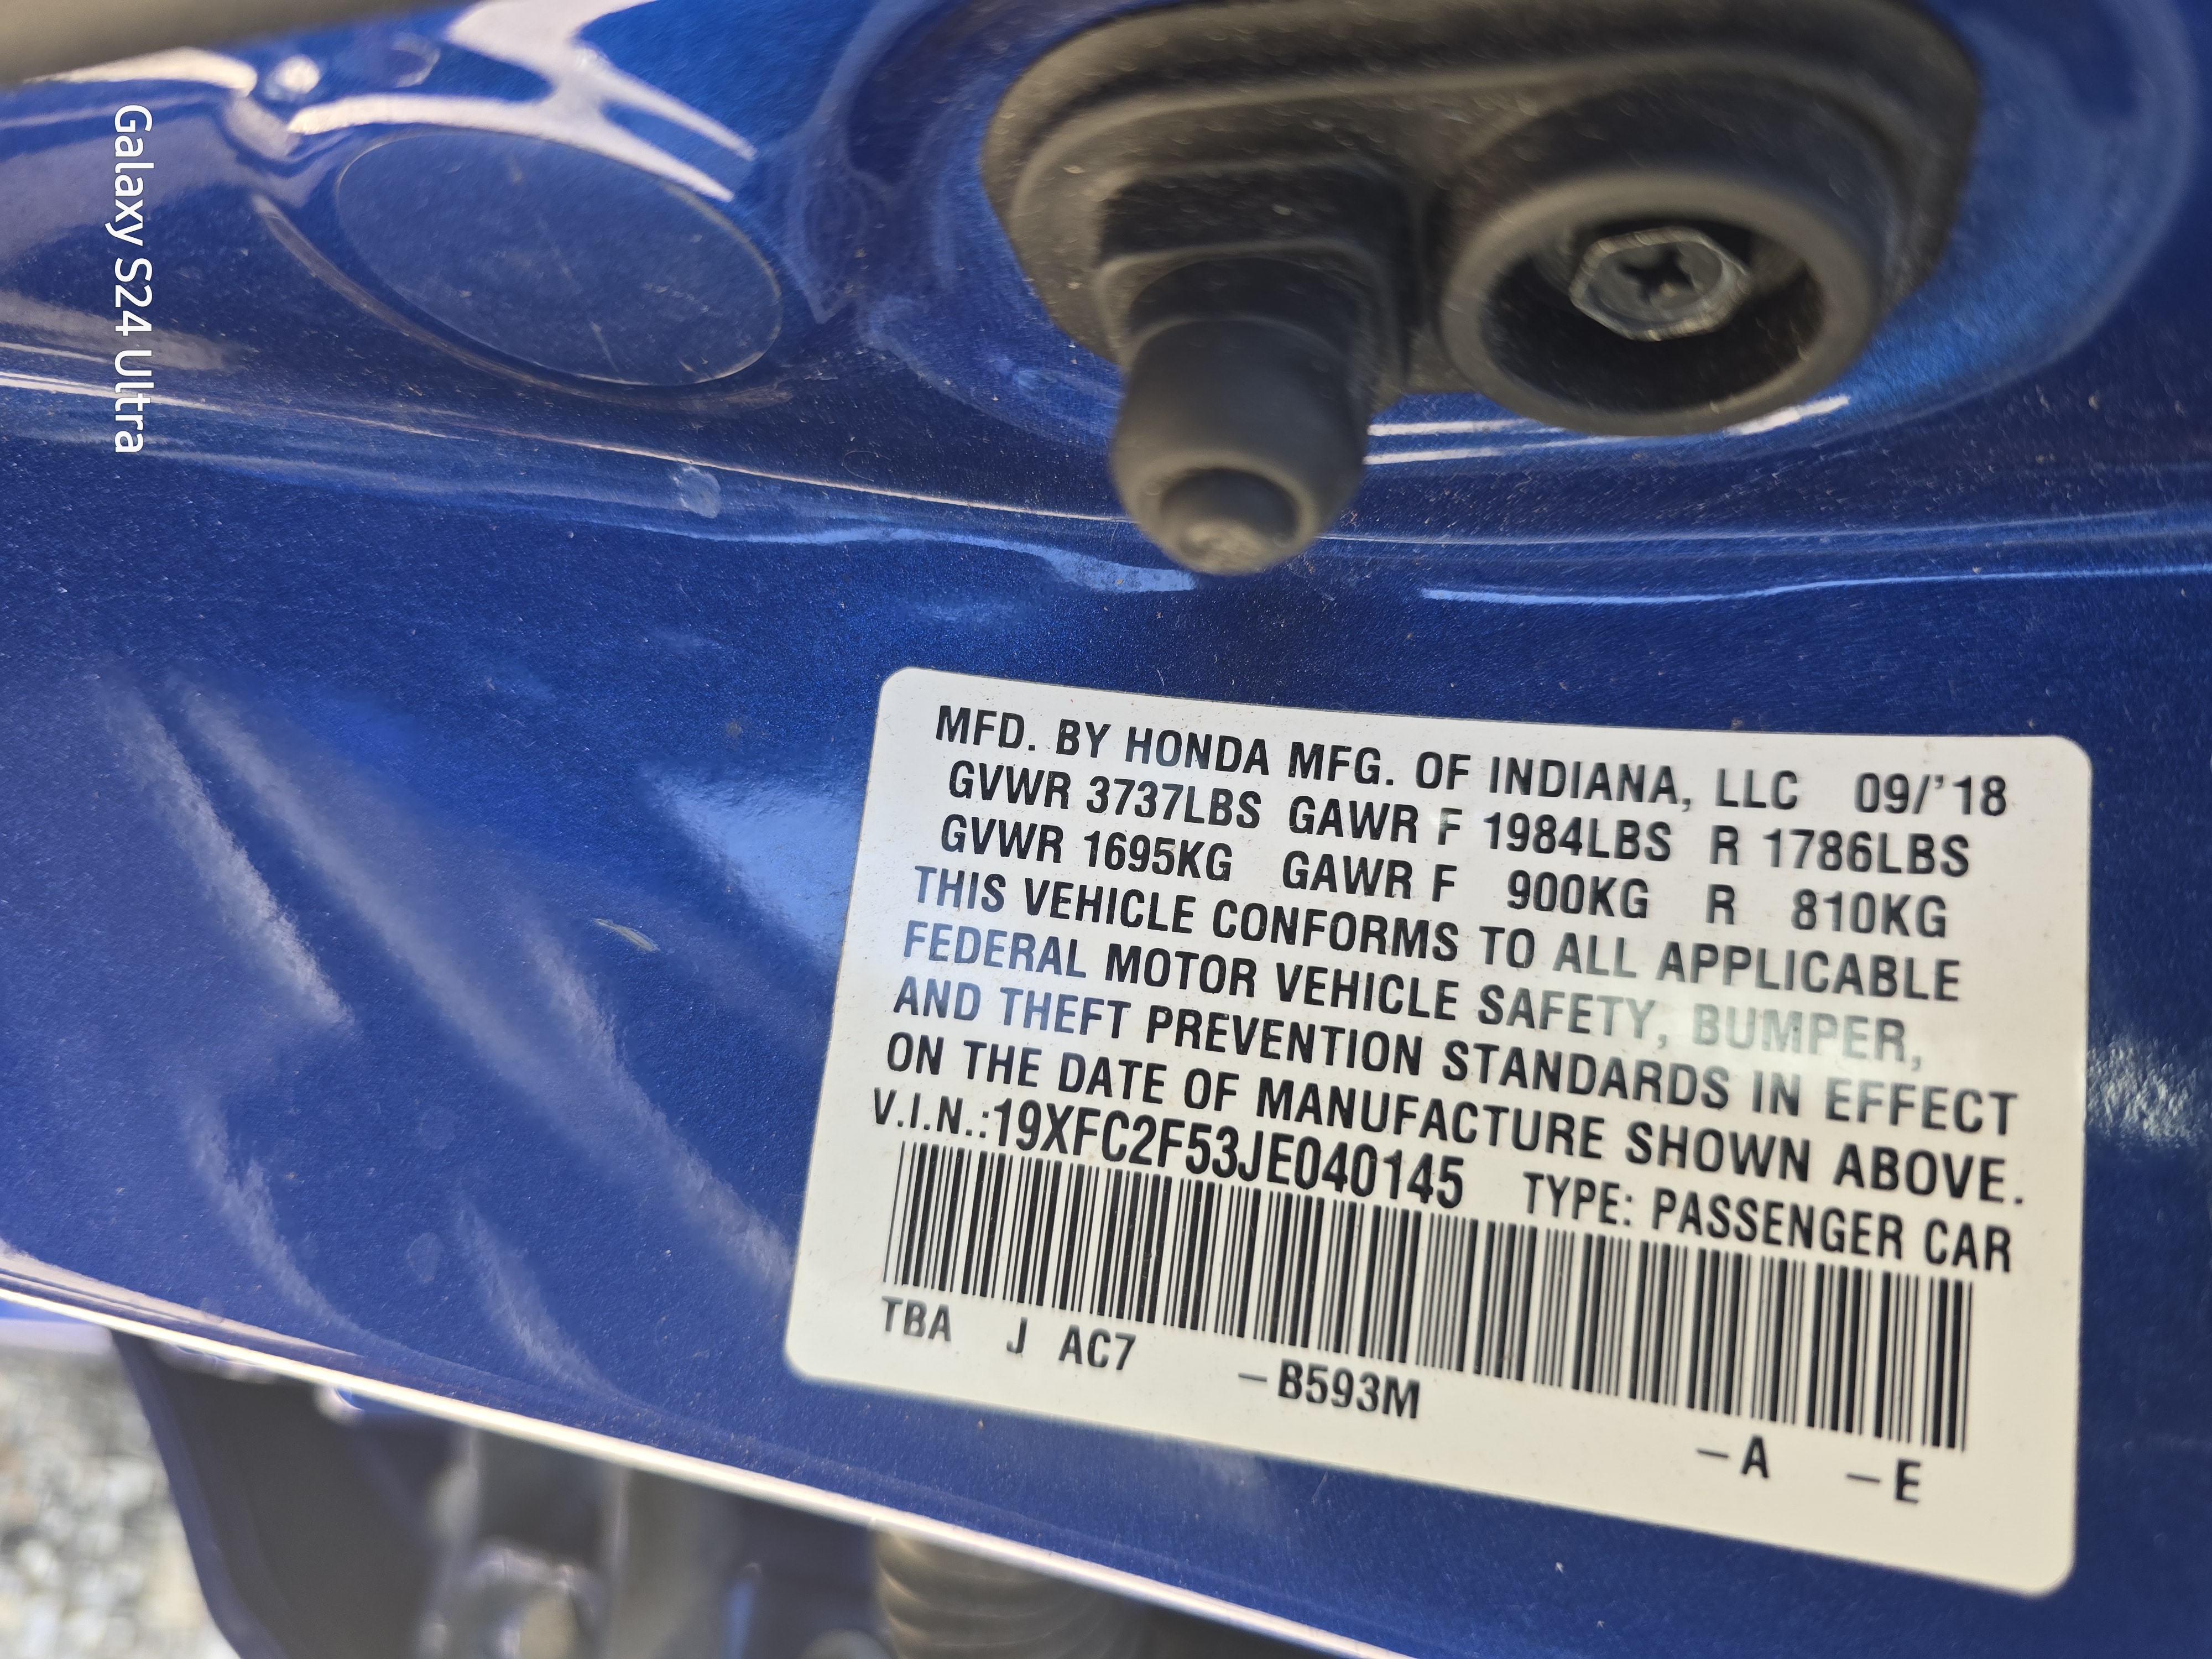 Galaxy S24 Ultra
MFD. BY HONDA MFG. OF INDIANA, LLC 09/'18
GVWR 3737LBS GAWR F 1984LBS R 1786LBS
GVWR 1695KG GAWR F 900KG R 810KG
THIS VEHICLE CONFORMS TO ALL APPLICABLE
FEDERAL MOTOR VEHICLE SAFETY, BUMPER,
AND THEFT PREVENTION STANDARDS IN EFFECT
ON THE DATE OF MANUFACTURE SHOWN ABOVE.
V.I.N.:19XFC2F53JE040145 TYPE: PASSENGER CAR
TBA J AC7 –B593M –A –E